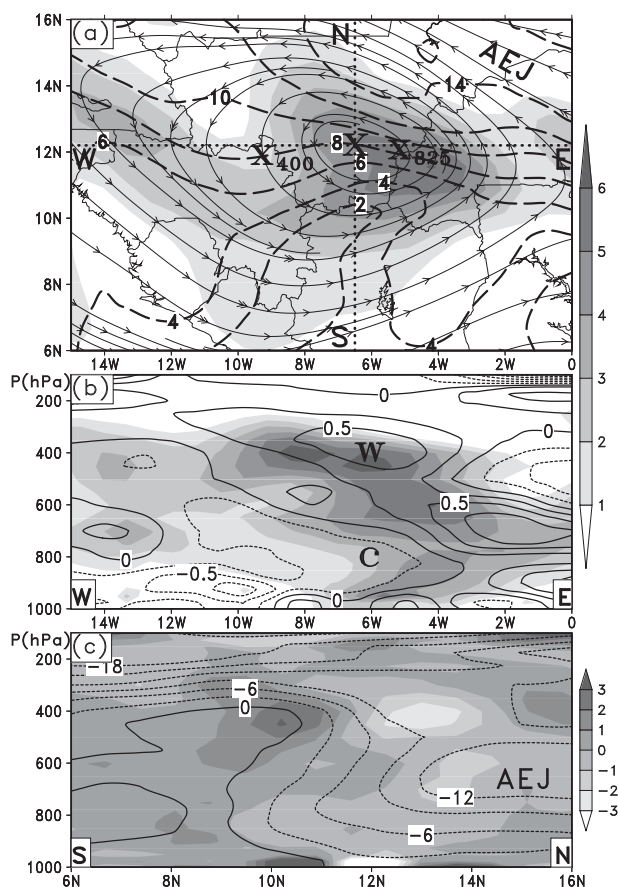 16N
(a)
N
AEJ
14N
14
10
8
6
12N
W
X 400
X
X 825
E
6
4
10N
2
8N
4
4
S
6N
14W 12W 10W 8W 6W 4W 2W 0
6
5
4
3
2
1
P(hPa)
(b)
0
200
0.5
0
400
W
600
0.5
800
0
C
-0.5
0
W
E
1000
14W 12W 10W 8W 6W 4W 2W 0
P(hPa)
(c)
200
-18
-6
0
400
600
AEJ
-12
800
-6
S
N
1000
6N 8N 10N 12N 14N 16N
3
2
1
0
-1
-2
-3